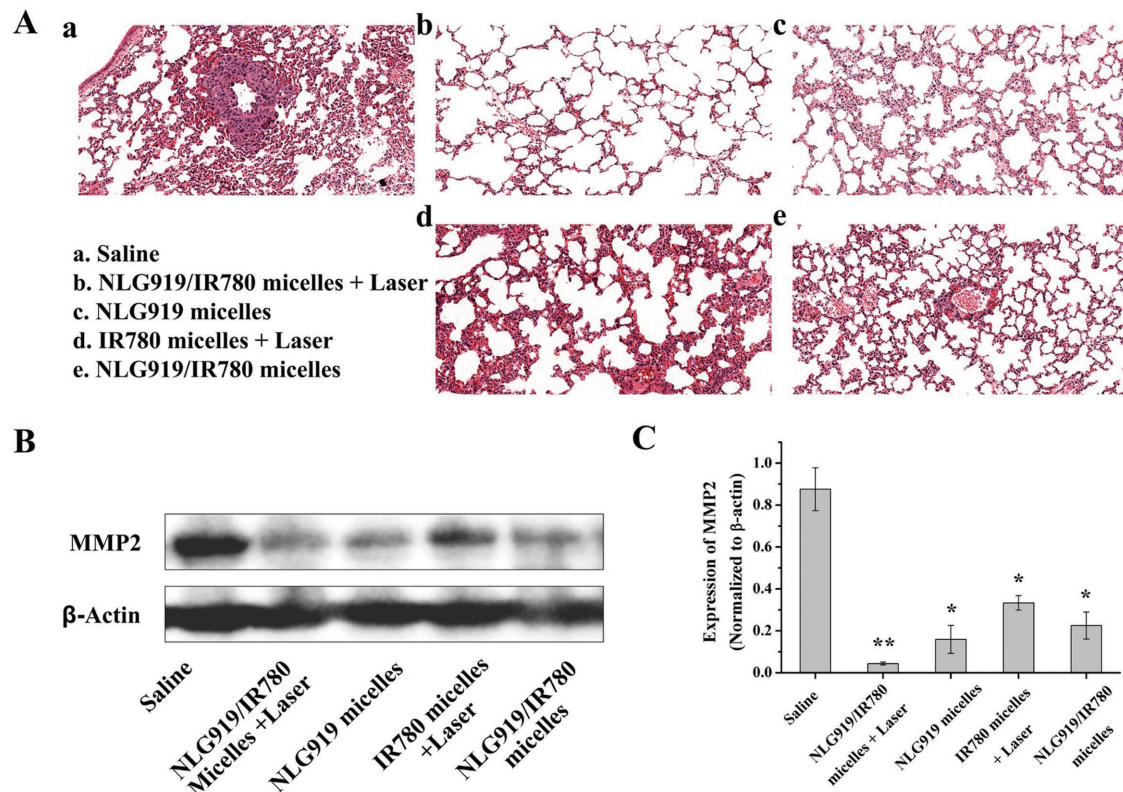 A
a
b
c
d
e
a. Saline
b. NLG919/IR780 micelles + Laser
c. NLG919 micelles
d. IR780 micelles + Laser
e. NLG919/IR780 micelles
B
MMP2
β-Actin
Saline
NLG919/IR780
Micelles +Laser
NLG919 micelles
IR780 micelles
+Laser
NLG919/IR780
micelles
C
Expression of MMP2
(Normalized to β-actin)
1.0
0.8
0.6
0.4
0.2
0.0
**
*
*
*
Saline
NLG919/IR780
micelles + Laser
NLG919 micelles
IR780 micelles
+ Laser
NLG919/IR780
micelles